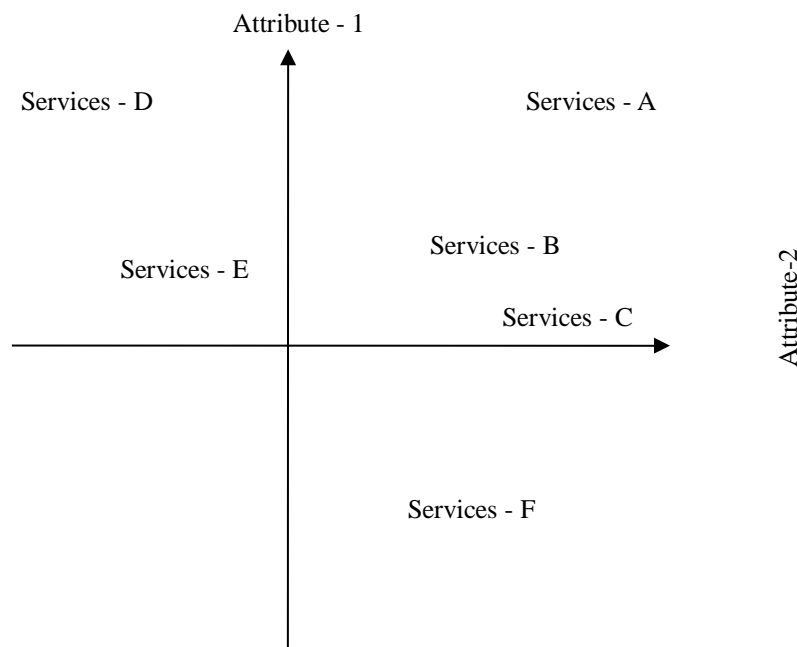 Attribute - 1
Services - D
Services - A
Services - B
Services - E
Services - C
Attribute-2
Services - F